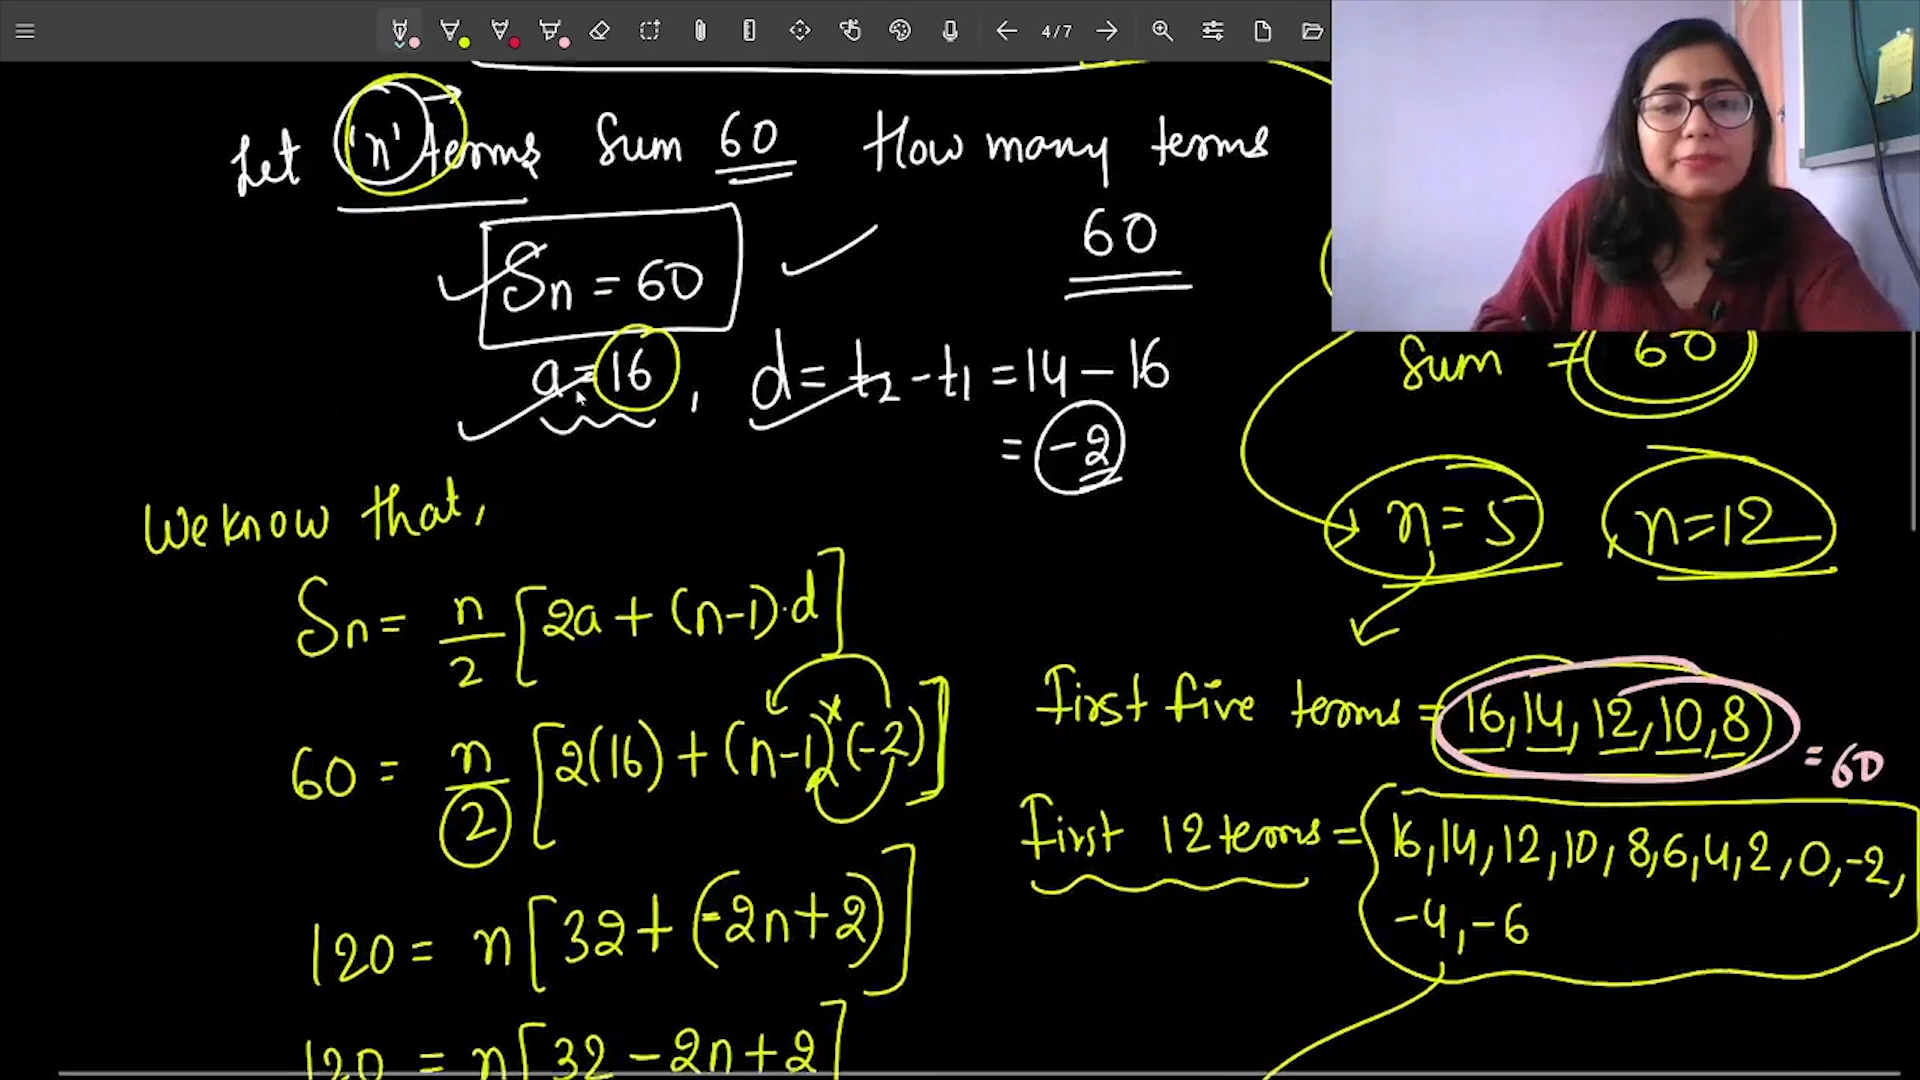 4/7
Let 'n' terms Sum 60 How many terms
Sn = 60
60
a = 16, d = t2 - t1 = 14 - 16
= -2
Sum = 60
n = 5 n = 12
We know that,
Sn = n/2 [2a + (n-1)·d]
60 = n/2 [2(16) + (n-1)×(-2)]
120 = n[32 + (-2n+2)]
120 = n[32 - 2n + 2]
First five terms = 16, 14, 12, 10, 8 = 60
First 12 terms = 16, 14, 12, 10, 8, 6, 4, 2, 0, -2,
-4, -6